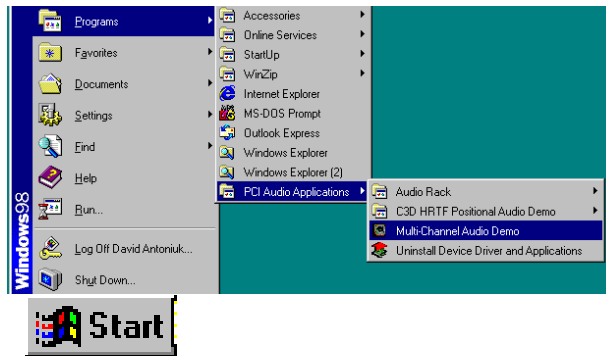 Programs
Favorites
Documents
Settings
Find
Help
Run...
Log Off David Antoniuk...
Shut Down...
Windows98
Accessories
Online Services
StartUp
WinZip
Internet Explorer
MS-DOS Prompt
Outlook Express
Windows Explorer
Windows Explorer (2)
PCI Audio Applications
Audio Rack
C3D HRTF Positional Audio Demo
Multi-Channel Audio Demo
Uninstall Device Driver and Applications
Start